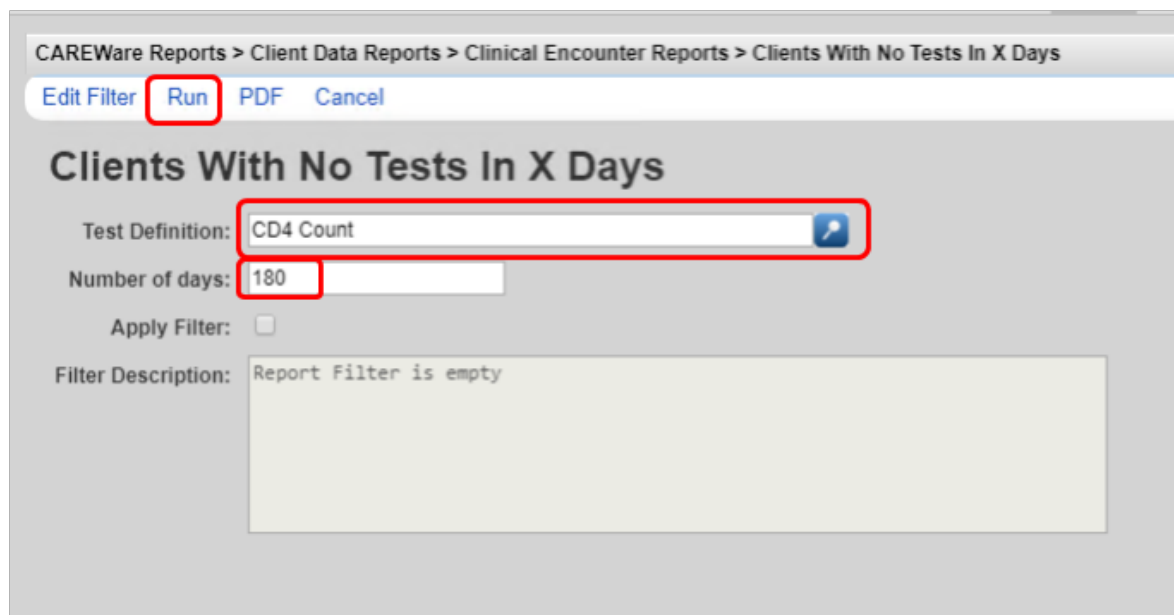 CAREWare Reports > Client Data Reports > Clinical Encounter Reports > Clients With No Tests In X Days
Edit Filter Run PDF Cancel
Clients With No Tests In X Days
Test Definition: CD4 Count
Number of days: 180
Apply Filter:
Filter Description: Report Filter is empty